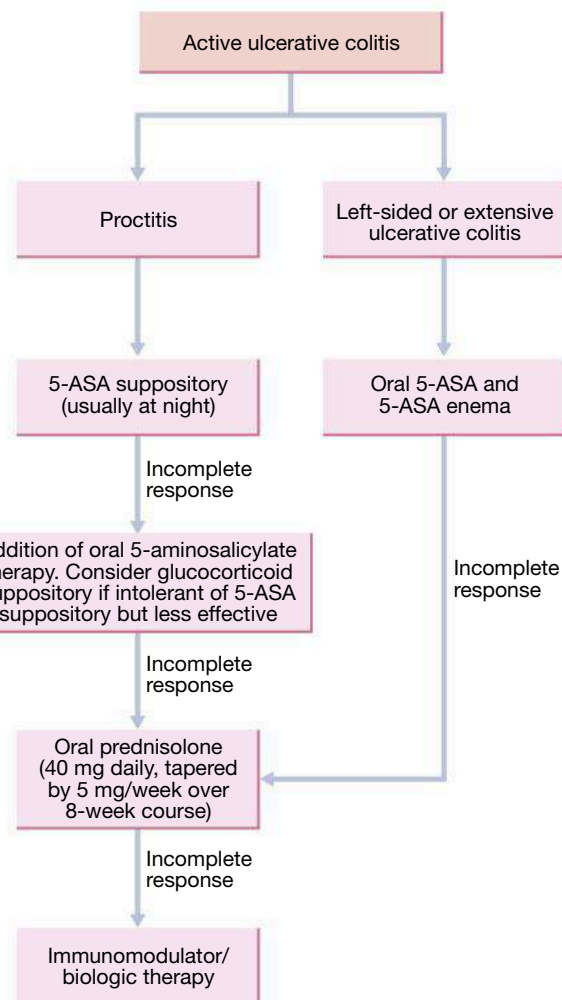 Active ulcerative colitis
Proctitis
Left-sided or extensive
ulcerative colitis
5-ASA suppository
(usually at night)
Oral 5-ASA and
5-ASA enema
Incomplete
response
ddition of oral 5-aminosalicylate
herapy. Consider glucocorticoid
uppository if intolerant of 5-ASA
suppository but less effective
Incomplete
response
Incomplete
response
Oral prednisolone
(40 mg daily, tapered
by 5 mg/week over
8-week course)
Incomplete
response
Immunomodulator/
biologic therapy